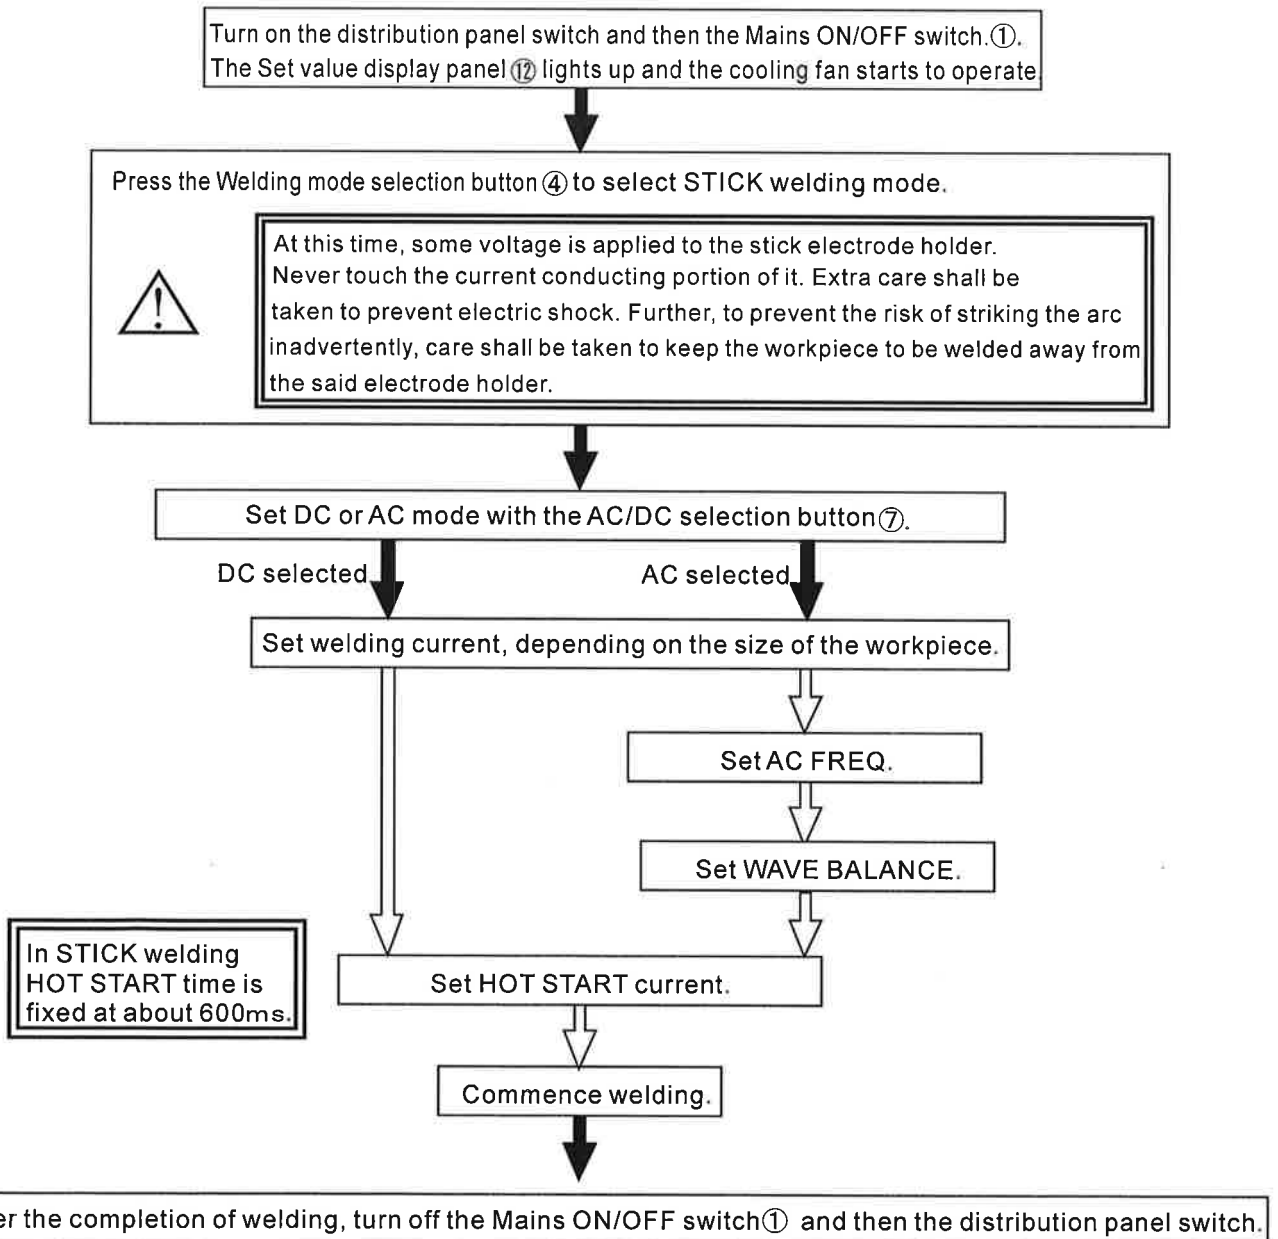 Turn on the distribution panel switch and then the Mains ON/OFF switch.①.
The Set value display panel⑫ lights up and the cooling fan starts to operate.
Press the Welding mode selection button④ to select STICK welding mode.
At this time, some voltage is applied to the stick electrode holder.
Never touch the current conducting portion of it. Extra care shall be
taken to prevent electric shock. Further, to prevent the risk of striking the arc
inadvertently, care shall be taken to keep the workpiece to be welded away from
the said electrode holder.
Set DC or AC mode with the AC/DC selection button⑦.
DC selected
AC selected
Set welding current, depending on the size of the workpiece.
Set AC FREQ.
Set WAVE BALANCE.
In STICK welding
HOT START time is
fixed at about 600ms.
Set HOT START current.
Commence welding.
er the completion of welding, turn off the Mains ON/OFF switch① and then the distribution panel switch.